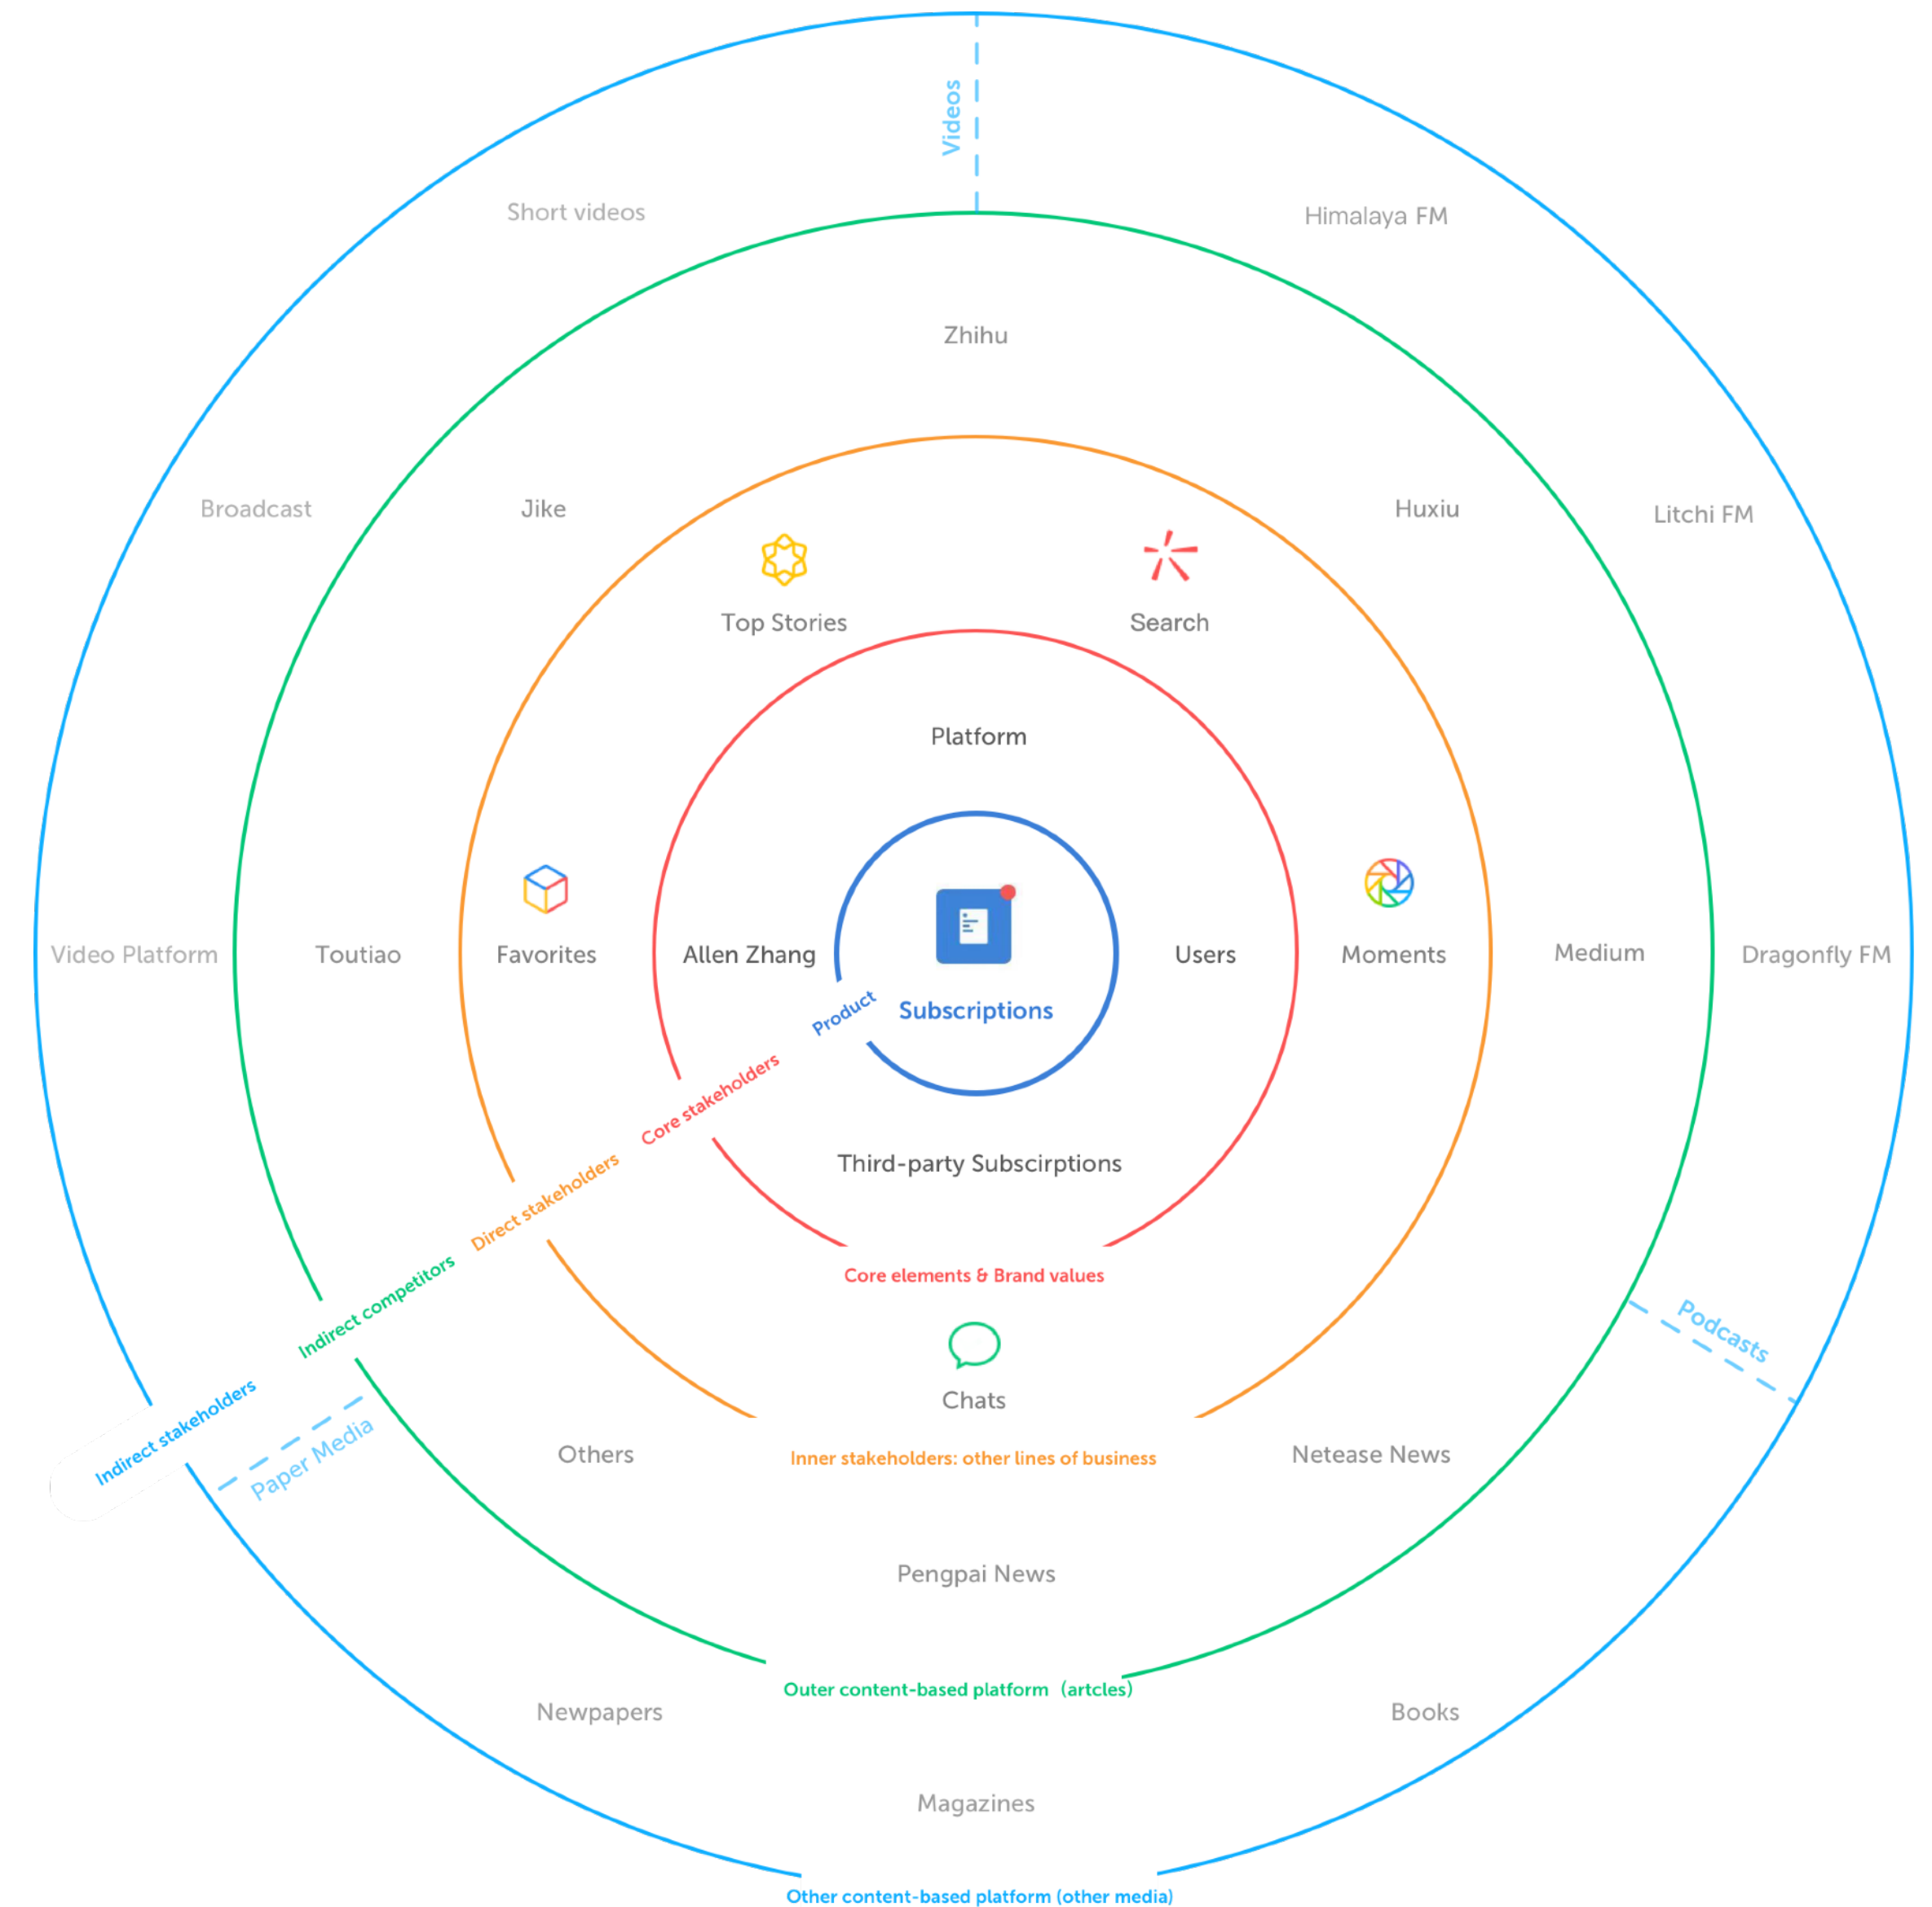 Videos
Short videos
Himalaya FM
Zhihu
Broadcast
Jike
Huxiu
Litchi FM
Top Stories
Search
Platform
Video Platform
Toutiao
Favorites
Allen Zhang
Users
Moments
Medium
Dragonfly FM
Subscriptions
Product
Core stakeholders
Direct stakeholders
Indirect competitors
Indirect stakeholders
Third-party Subscirptions
Core elements & Brand values
Podcasts
Chats
Paper Media
Others
Inner stakeholders: other lines of business
Netease News
Pengpai News
Outer content-based platform (artcles)
Newpapers
Books
Magazines
Other content-based platform (other media)